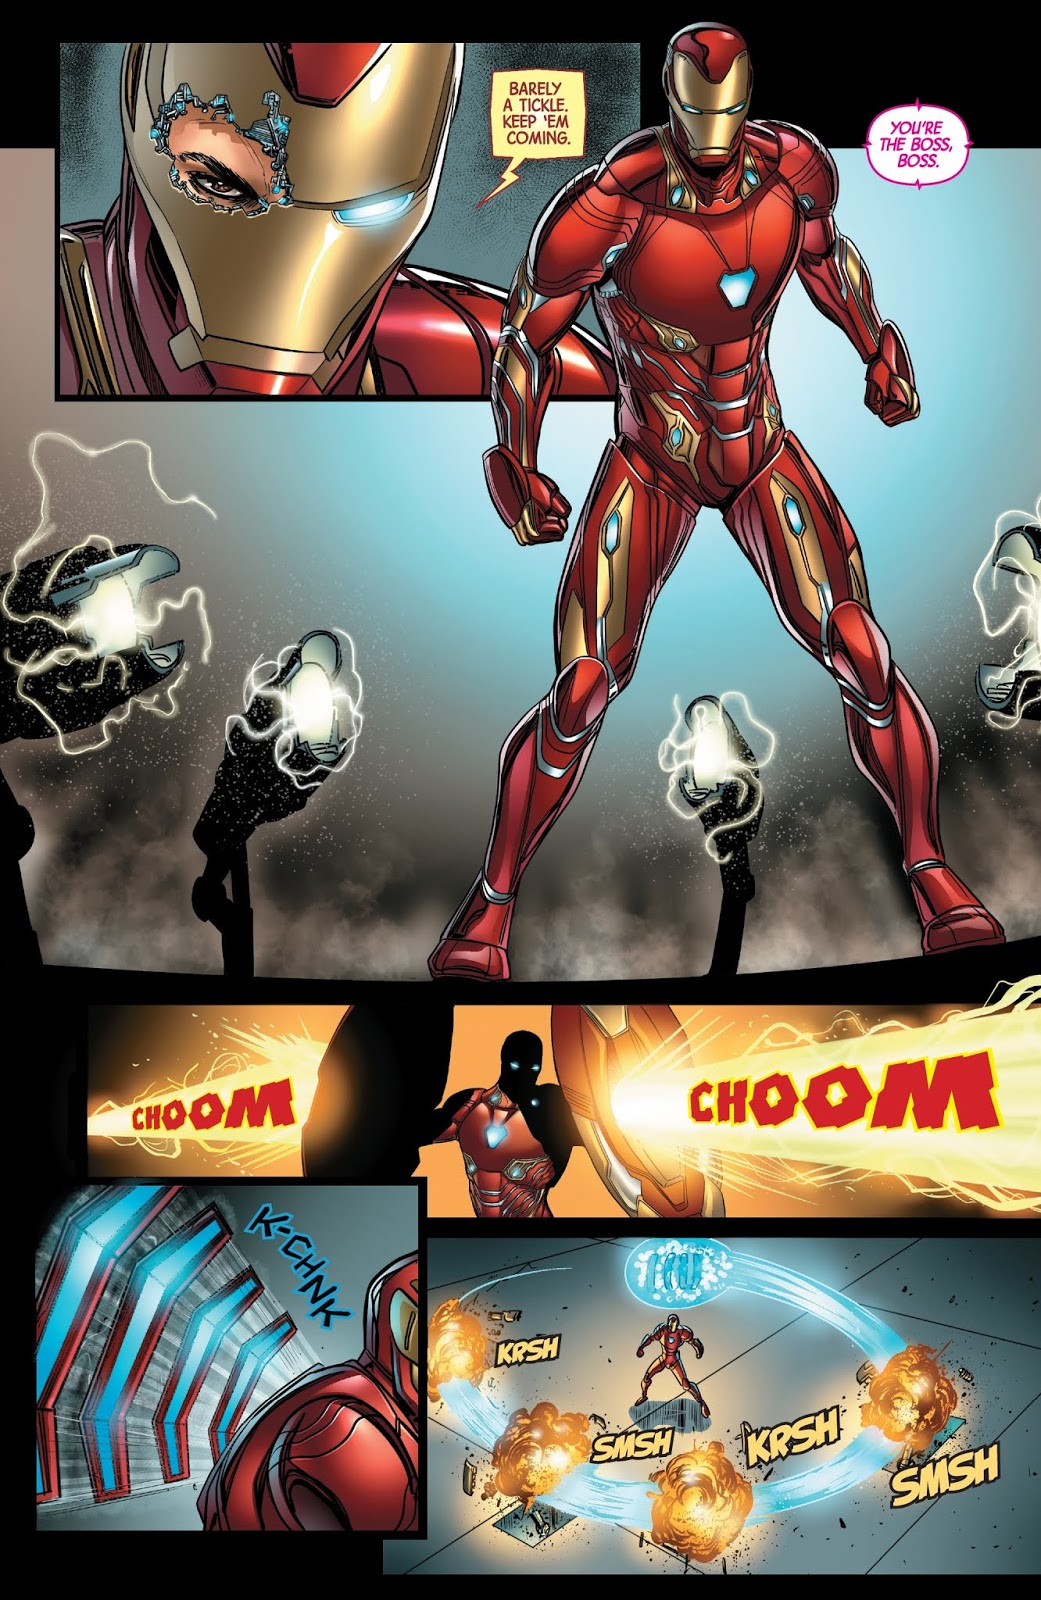 BARELY
A TICKLE.
KEEP 'EM
COMING.
YOU'RE
THE BOSS,
BOSS.
CHOOM
CHOOM
K-CHNK
KRSH
SMSH
KRSH
SMSH